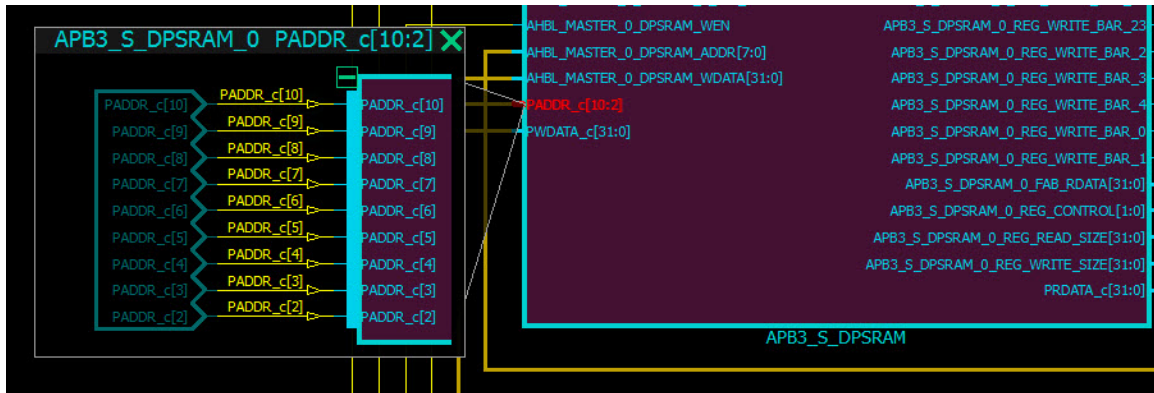 APB3_S_DPSRAM_0 PADDR_c[10:2]
PADDR_c[10] PADDR_c[10] PADDR_c[10]
PADDR_c[9] PADDR_c[9] PADDR_c[9]
PADDR_c[8] PADDR_c[8] PADDR_c[8]
PADDR_c[7] PADDR_c[7] PADDR_c[7]
PADDR_c[6] PADDR_c[6] PADDR_c[6]
PADDR_c[5] PADDR_c[5] PADDR_c[5]
PADDR_c[4] PADDR_c[4] PADDR_c[4]
PADDR_c[3] PADDR_c[3] PADDR_c[3]
PADDR_c[2] PADDR_c[2] PADDR_c[2]
AHBL_MASTER_0_DPSRAM_WEN
AHBL_MASTER_0_DPSRAM_ADDR[7:0]
AHBL_MASTER_0_DPSRAM_WDATA[31:0]
PADDR_c[10:2]
PWDATA_c[31:0]
APB3_S_DPSRAM_0_REG_WRITE_BAR_23
APB3_S_DPSRAM_0_REG_WRITE_BAR_2
APB3_S_DPSRAM_0_REG_WRITE_BAR_3
APB3_S_DPSRAM_0_REG_WRITE_BAR_4
APB3_S_DPSRAM_0_REG_WRITE_BAR_0
APB3_S_DPSRAM_0_REG_WRITE_BAR_1
APB3_S_DPSRAM_0_FAB_RDATA[31:0]
APB3_S_DPSRAM_0_REG_CONTROL[1:0]
APB3_S_DPSRAM_0_REG_READ_SIZE[31:0]
APB3_S_DPSRAM_0_REG_WRITE_SIZE[31:0]
PRDATA_c[31:0]
APB3_S_DPSRAM